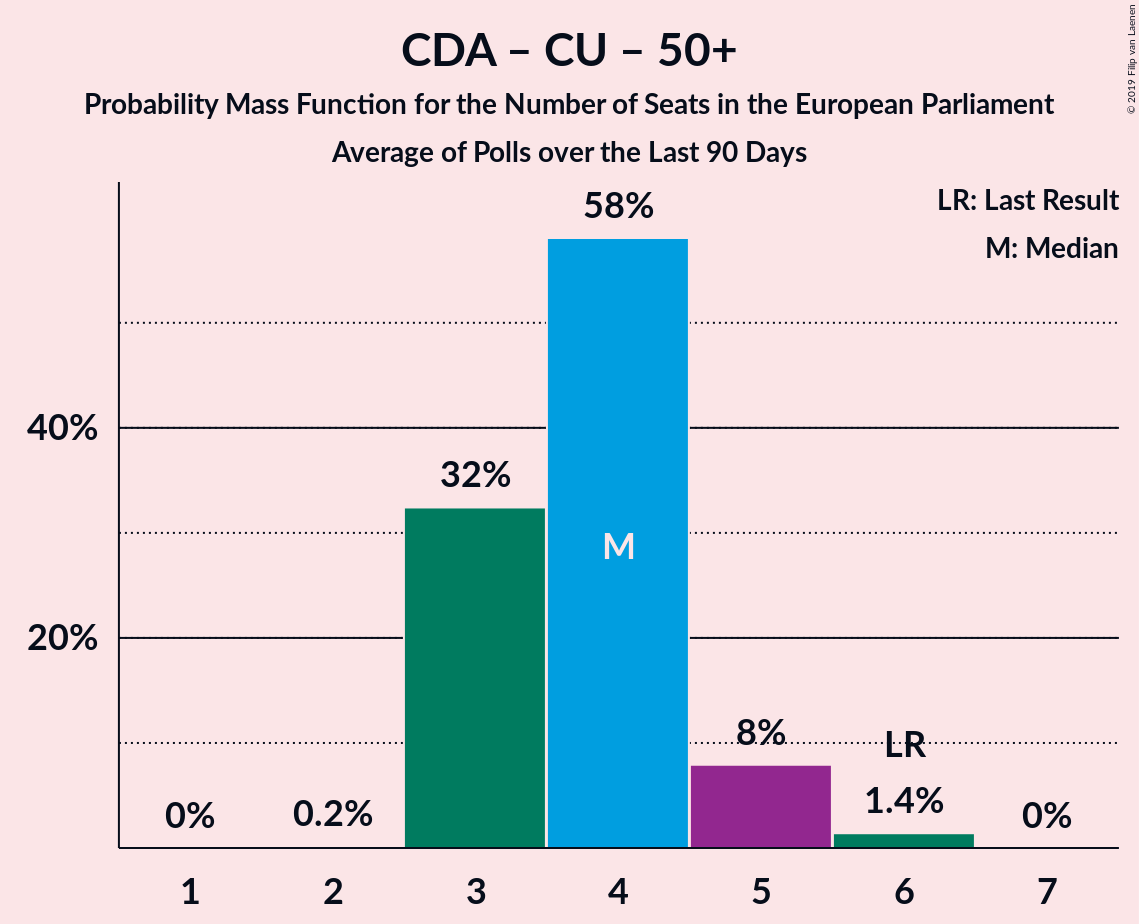 CDA – CU – 50+
Probability Mass Function for the Number of Seats in the European Parliament
Average of Polls over the Last 90 Days
© 2019 Filip van Laenen
LR: Last Result
M: Median
58%
40%
32%
M
20%
8%
LR
1.4%
0%
0.2%
0%
1 2 3 4 5 6 7